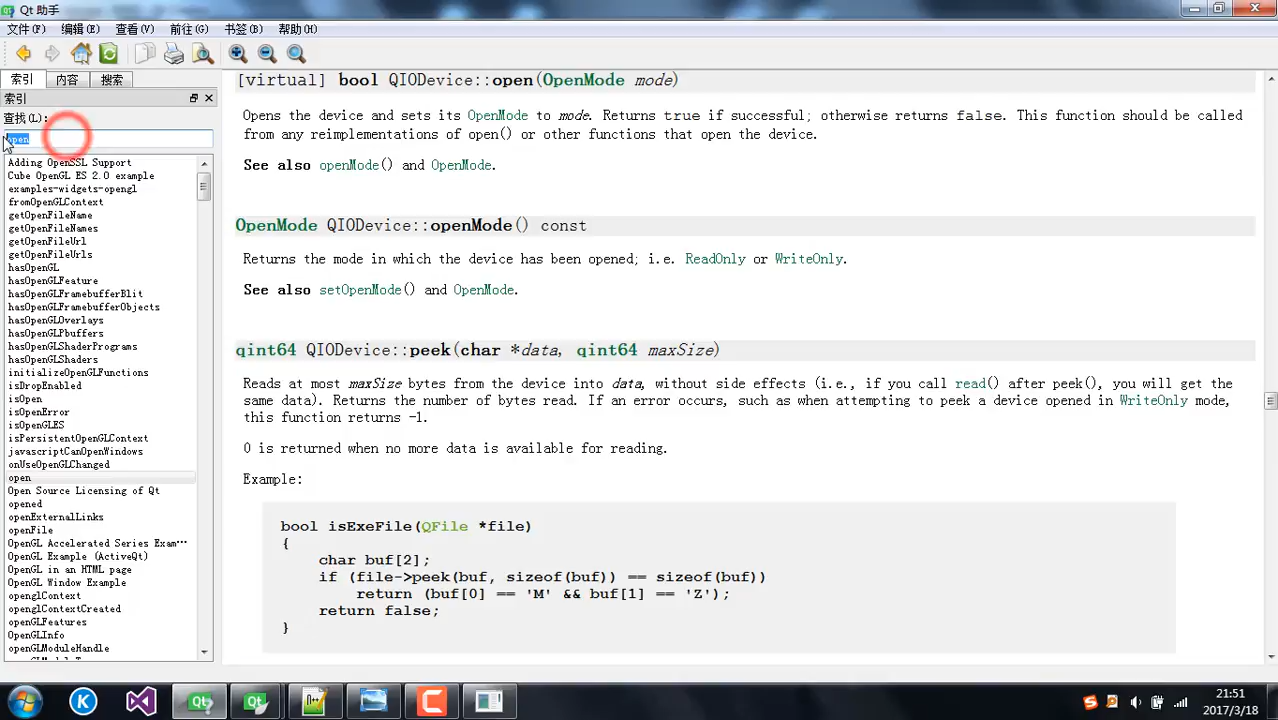 Qt 助手
文件(F) 编辑(E) 查看(V) 前往(G) 书签(B) 帮助(H)
索引 内容 搜索
索引
查找(L):
open
Adding OpenSSL Support
Cube OpenGL ES 2.0 example
examples-widgets-opengl
fromOpenGLContext
getOpenFileName
getOpenFileNames
getOpenFileUrl
getOpenFileUrls
hasOpenGL
hasOpenGLFeature
hasOpenGLFramebufferBlit
hasOpenGLFramebufferObjects
hasOpenGLOverlays
hasOpenGLPbuffers
hasOpenGLShaderPrograms
hasOpenGLShaders
initializeOpenGLFunctions
isDropEnabled
isOpen
isOpenError
isOpenGLES
isPersistentOpenGLContext
javascriptCanOpenWindows
onUseOpenGLChanged
open
Open Source Licensing of Qt
opened
openExternalLinks
openFile
OpenGL Accelerated Series Exam···
OpenGL Example (ActiveQt)
OpenGL in an HTML page
OpenGL Window Example
openglContext
openglContextCreated
openGLFeatures
OpenGLInfo
openGLModuleHandle
[virtual] bool QIODevice::open(OpenMode mode)
Opens the device and sets its OpenMode to mode. Returns true if successful; otherwise returns false. This function should be called
from any reimplementations of open() or other functions that open the device.
See also openMode() and OpenMode.
OpenMode QIODevice::openMode() const
Returns the mode in which the device has been opened; i.e. ReadOnly or WriteOnly.
See also setOpenMode() and OpenMode.
qint64 QIODevice::peek(char *data, qint64 maxSize)
Reads at most maxSize bytes from the device into data, without side effects (i.e., if you call read() after peek(), you will get the
same data). Returns the number of bytes read. If an error occurs, such as when attempting to peek a device opened in WriteOnly mode,
this function returns -1.
0 is returned when no more data is available for reading.
Example:
bool isExeFile(QFile *file)
{
char buf[2];
if (file->peek(buf, sizeof(buf)) == sizeof(buf))
return (buf[0] == 'M' && buf[1] == 'Z');
return false;
}
21:51
2017/3/18